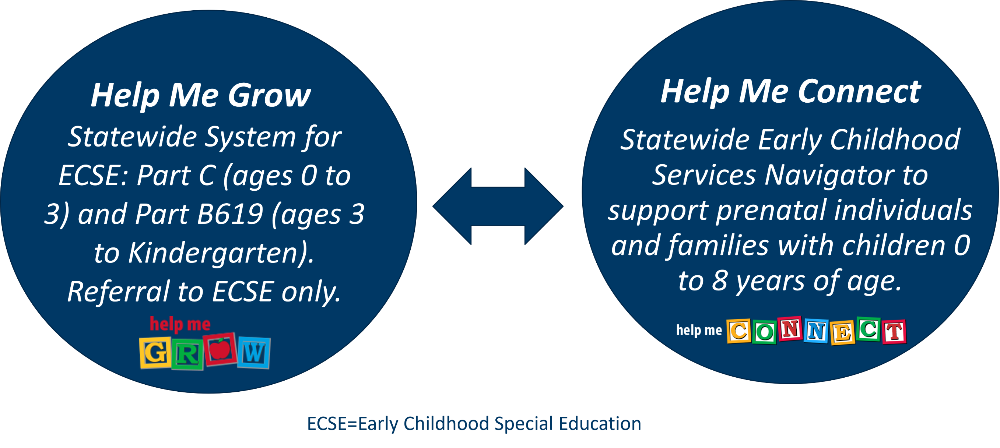 Help Me Grow
Statewide System for
ECSE: Part C (ages 0 to
3) and Part B619 (ages 3
to Kindergarten).
Referral to ECSE only.
help me
GROW
Help Me Connect
Statewide Early Childhood
Services Navigator to
support prenatal individuals
and families with children 0
to 8 years of age.
help me CONNECT
ECSE=Early Childhood Special Education